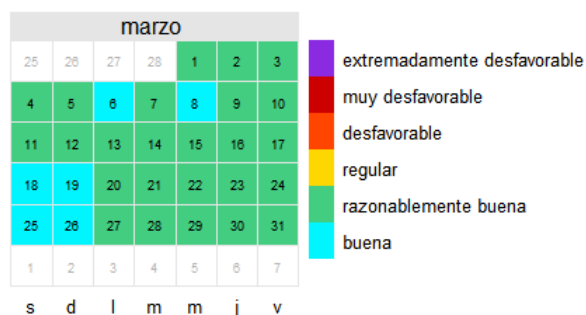 marzo
25 26 27 28 1 2 3
4 5 6 7 8 9 10
11 12 13 14 15 16 17
18 19 20 21 22 23 24
25 26 27 28 29 30 31
1 2 3 4 5 6 7
s d l m m j v
extremadamente desfavorable
muy desfavorable
desfavorable
regular
razonablemente buena
buena